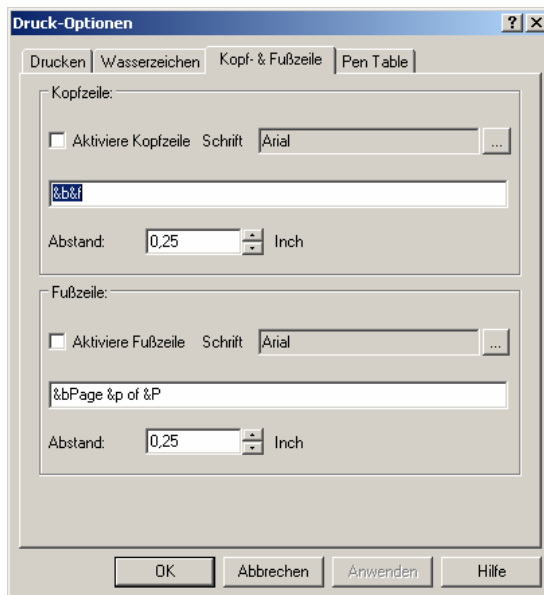 Druck-Optionen
Drucken Wasserzeichen Kopf- & Fußzeile Pen Table
Kopfzeile:
Aktiviere Kopfzeile Schrift Arial ...
&b&f
Abstand: 0,25 Inch
Fußzeile:
Aktiviere Fußzeile Schrift Arial ...
&bPage &p of &P
Abstand: 0,25 Inch
OK Abbrechen Anwenden Hilfe